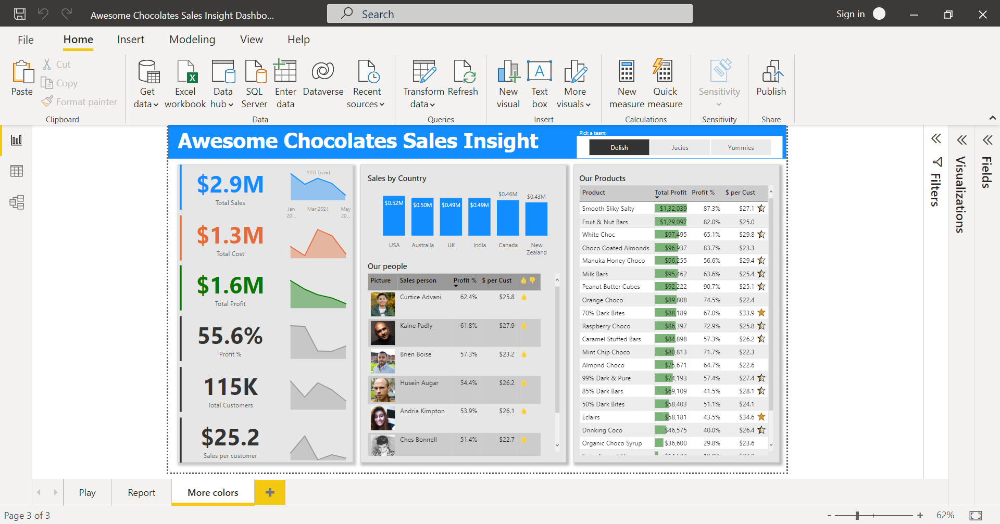 Awesome Chocolates Sales Insight Dashbo...
Search
Sign in
File
Home
Insert
Modeling
View
Help
Paste
Cut
Copy
Format painter
Clipboard
Get data
Excel workbook
Data hub
SQL Server
Enter data
Dataverse
Recent sources
Data
Transform data
Refresh
Queries
New visual
A
Text box
More visuals
Insert
New measure
Quick measure
Calculations
Sensitivity
Sensitivity
Publish
Share
Awesome Chocolates Sales Insight
Pick a team:
Delish
Jucies
Yummies
$2.9M
Total Sales
YTD Trend
Jan 20...
Mar 2021
May 20...
$1.3M
Total Cost
$1.6M
Total Profit
55.6%
Profit %
115K
Total Customers
$25.2
Sales per customer
Sales by Country
$0.52M
$0.50M
$0.49M
$0.49M
$0.46M
$0.43M
USA
Australia
UK
India
Canada
New Zealand
Our people
Picture Sales person Profit % $ per Cust
Curtice Advani 62.4% $25.8
Kaine Padly 61.8% $27.9
Brien Boise 57.3% $23.2
Husein Augar 54.4% $26.2
Andria Kimpton 53.9% $26.1
Ches Bonnell 51.4% $22.7
Our Products
Product Total Profit Profit % $ per Cust
Smooth Sliky Salty $1,32,039 87.3% $27.1
Fruit & Nut Bars $1,29,097 82.0% $25.0
White Choc $97,495 65.1% $29.8
Choco Coated Almonds $96,937 83.7% $23.3
Manuka Honey Choco $96,255 56.6% $29.4
Milk Bars $95,462 63.6% $25.4
Peanut Butter Cubes $92,222 90.7% $25.1
Orange Choco $89,808 74.5% $22.4
70% Dark Bites $88,189 67.0% $33.9
Raspberry Choco $86,397 72.9% $25.8
Caramel Stuffed Bars $84,898 57.3% $26.2
Mint Chip Choco $80,813 71.7% $22.3
Almond Choco $75,671 64.7% $22.6
99% Dark & Pure $74,193 57.4% $27.4
85% Dark Bars $69,109 41.5% $28.1
50% Dark Bites $58,403 51.1% $24.1
Eclairs $58,181 43.5% $34.6
Drinking Coco $46,575 40.0% $26.4
Organic Choco Syrup $36,600 29.8% $23.6
Filters
Visualizations
Fields
Play
Report
More colors
Page 3 of 3
62%